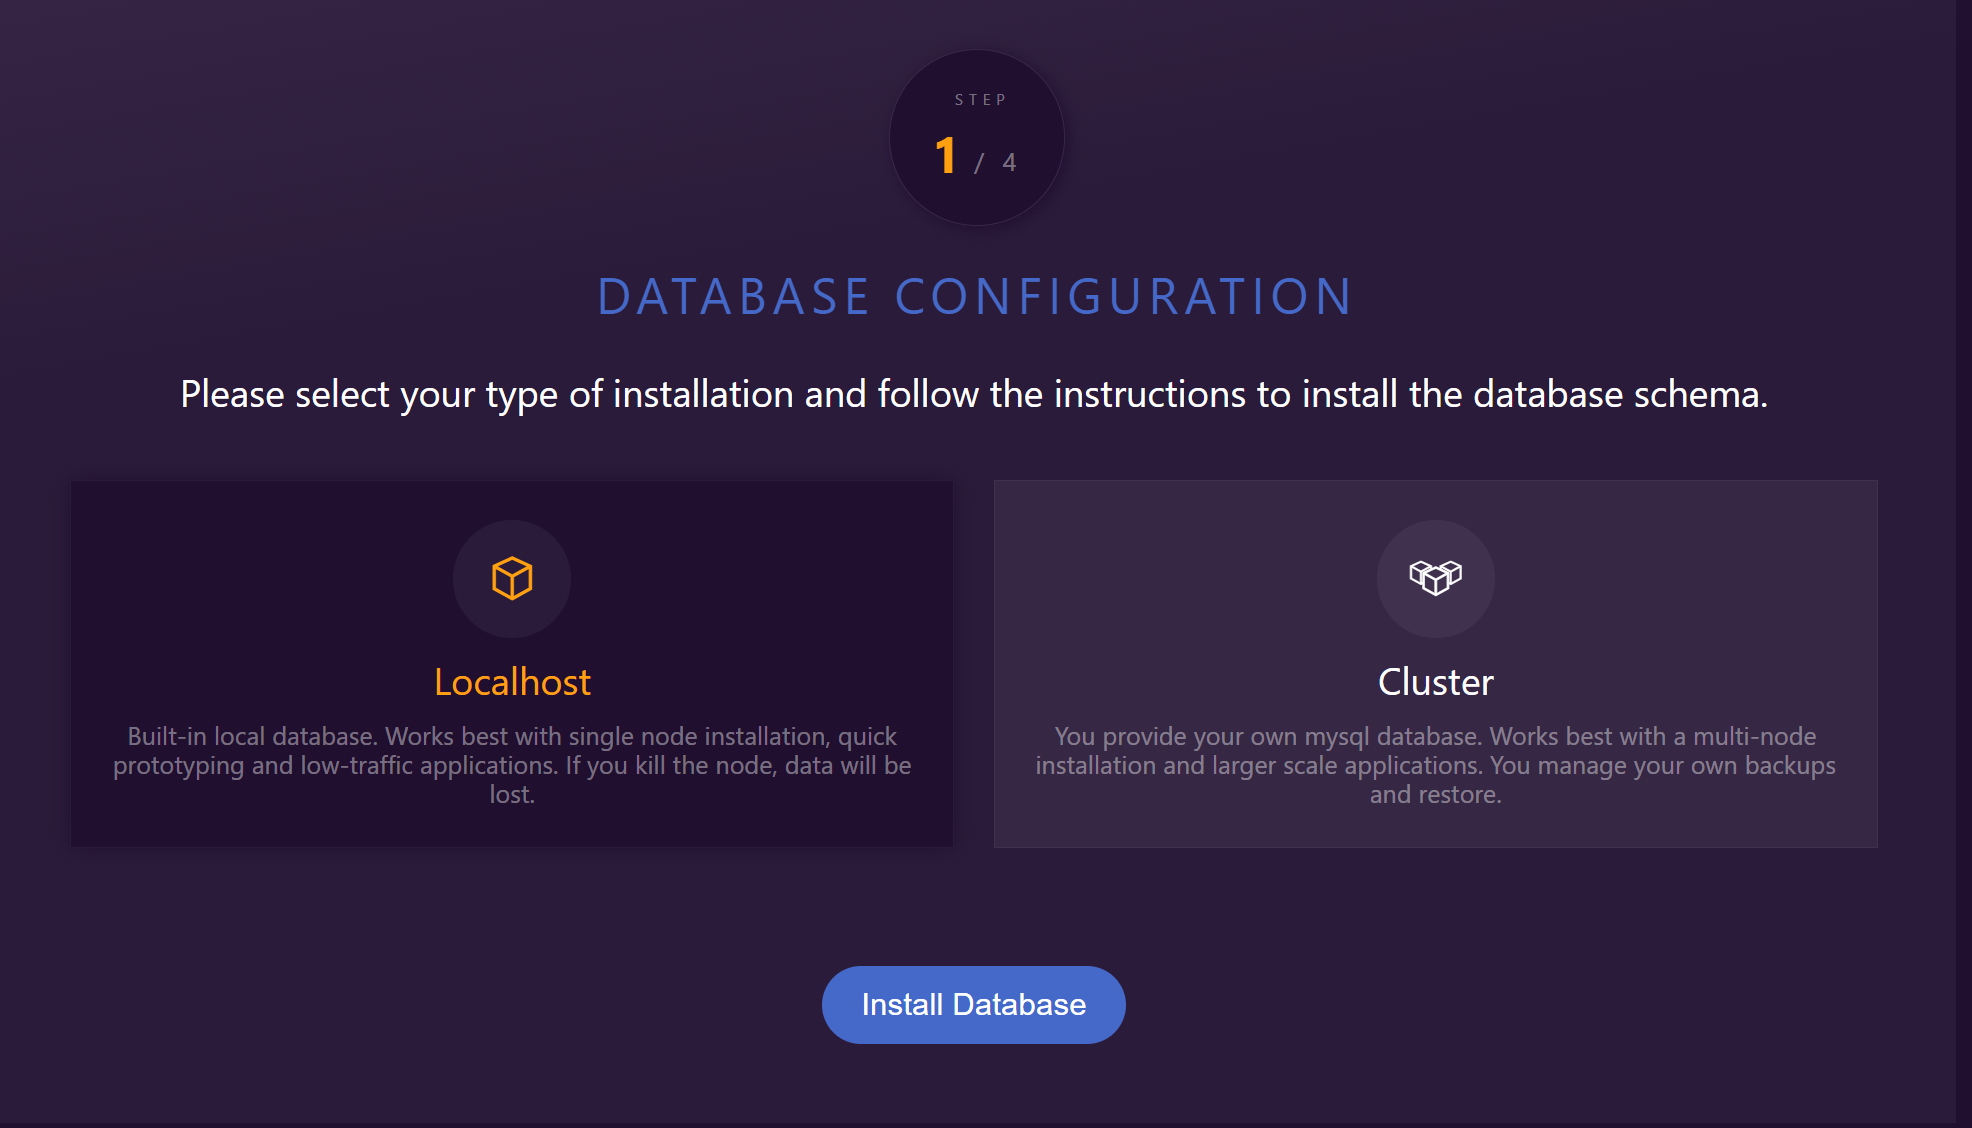 STEP
1 / 4
DATABASE CONFIGURATION
Please select your type of installation and follow the instructions to install the database schema.
Localhost
Built-in local database. Works best with single node installation, quick
prototyping and low-traffic applications. If you kill the node, data will be
lost.
Cluster
You provide your own mysql database. Works best with a multi-node
installation and larger scale applications. You manage your own backups
and restore.
Install Database